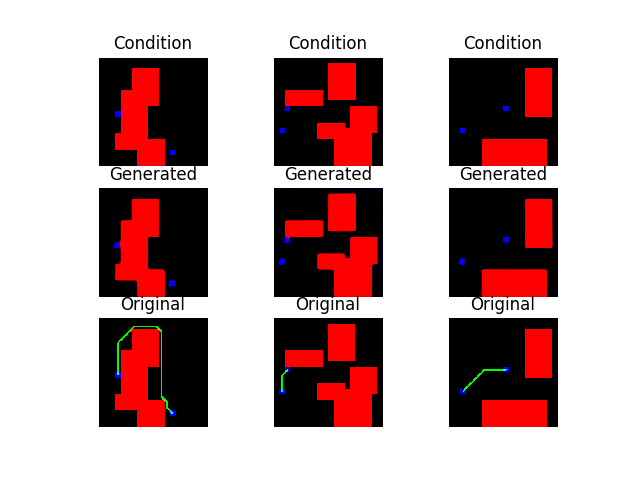 Condition Condition Condition
Generated Generated Generated
Original Original Original